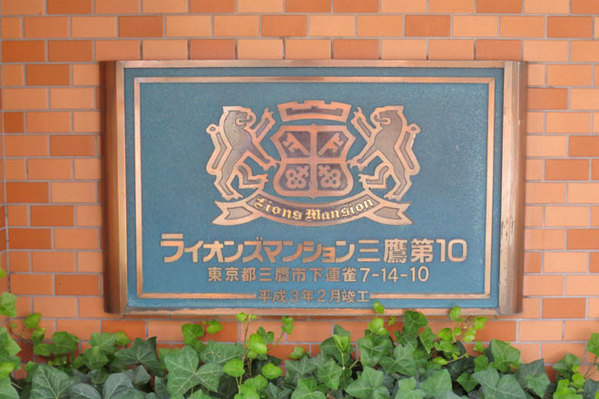 Lions Mansion
ライオンズマンション三鷹第10
東京都三鷹市下連雀7-14-10
平成3年2月竣工